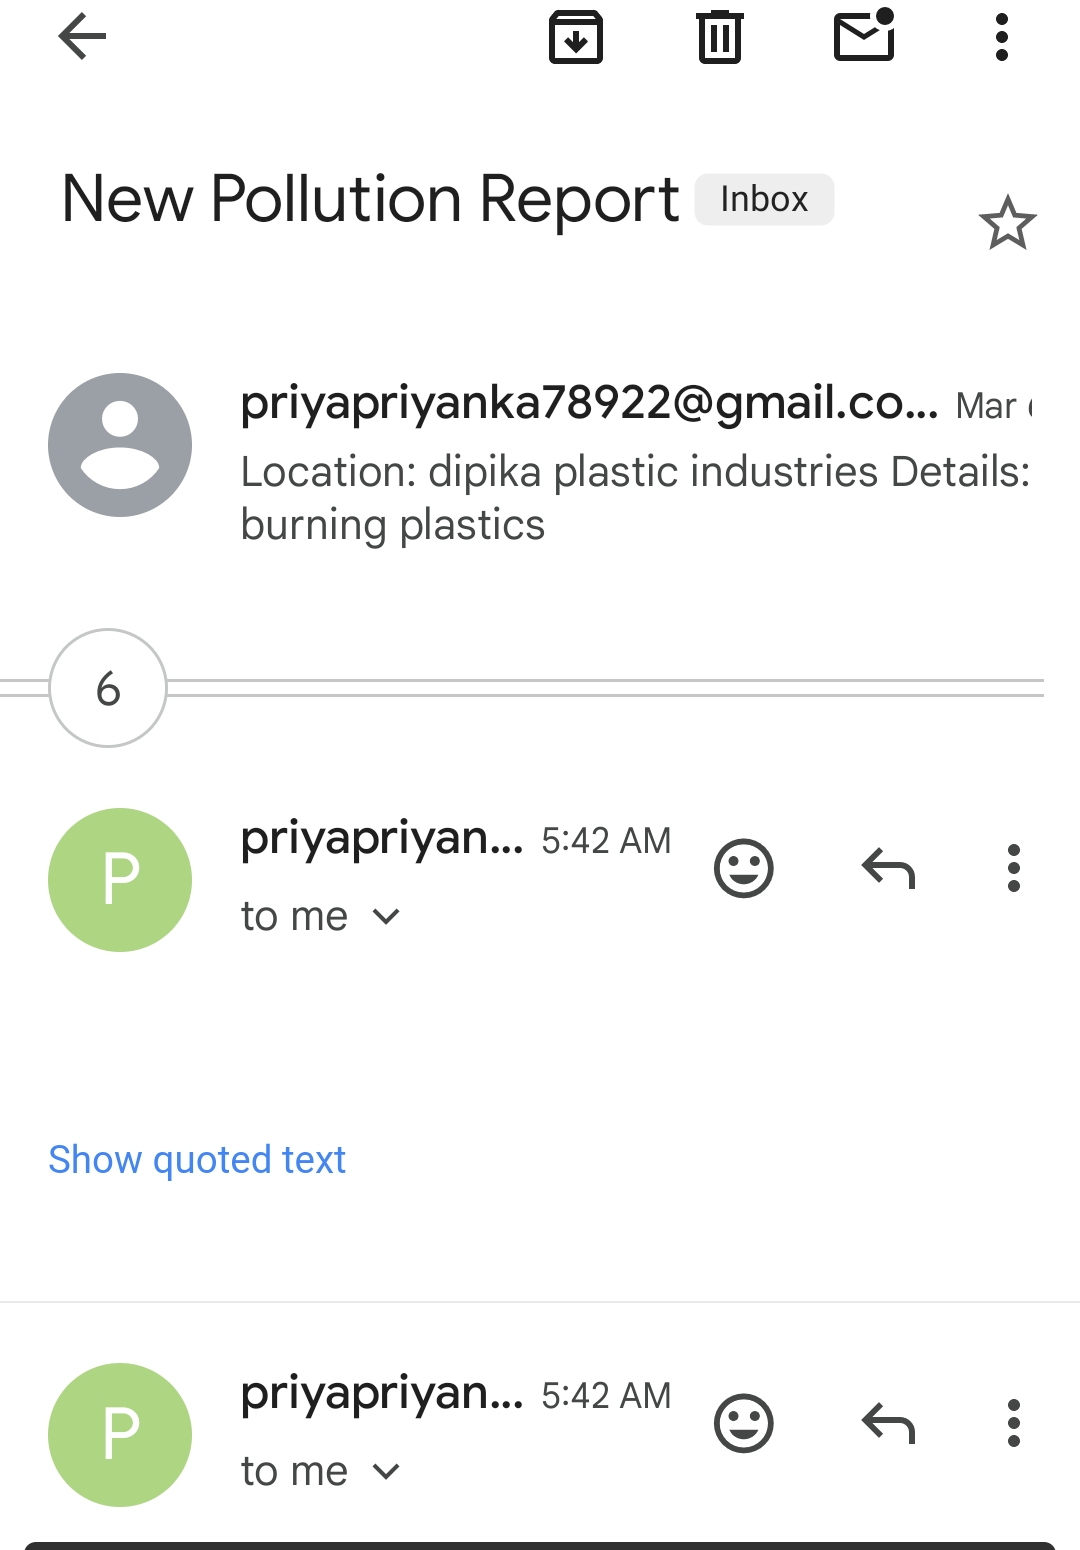 New Pollution Report Inbox
priyapriyanka78922@gmail.co... Mar
Location: dipika plastic industries Details:
burning plastics
6
P
priyapriyan... 5:42 AM
to me
Show quoted text
P
priyapriyan... 5:42 AM
to me